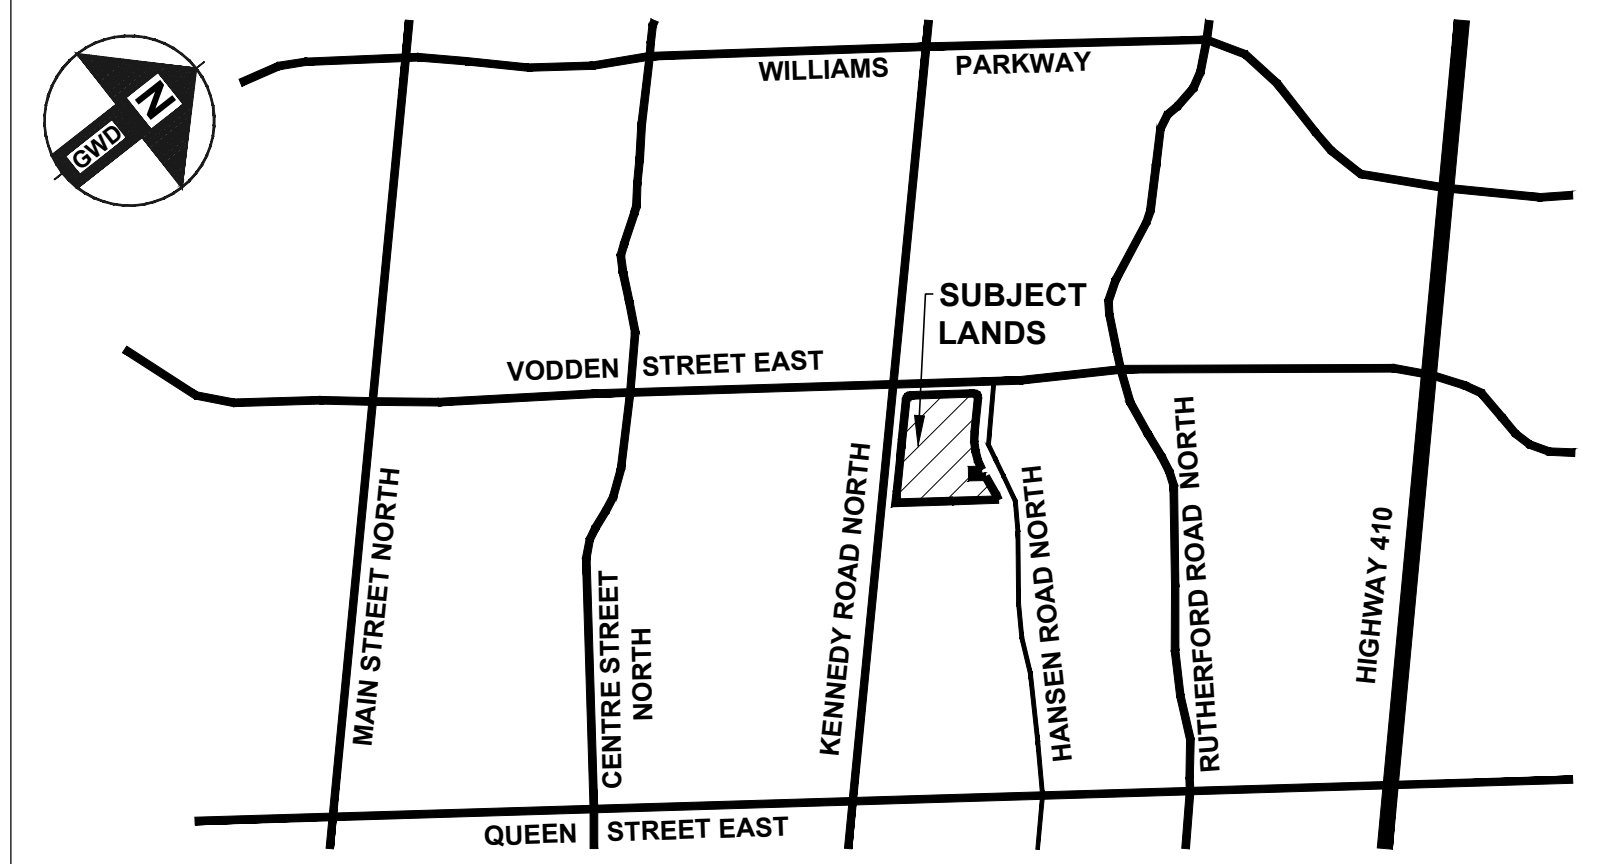 WILLIAMS PARKWAY
N
GWD
SUBJECT
LANDS
VODDEN STREET EAST
MAIN STREET NORTH
CENTRE STREET
NORTH
KENNEDY ROAD NORTH
HANSEN ROAD NORTH
RUTHERFORD ROAD NORTH
HIGHWAY 410
QUEEN STREET EAST